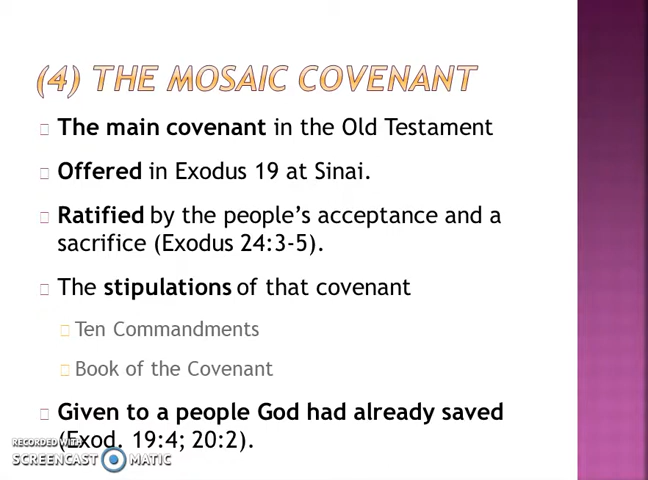 (4) THE MOSAIC COVENANT
The main covenant in the Old Testament
Offered in Exodus 19 at Sinai.
Ratified by the people's acceptance and a
sacrifice (Exodus 24:3-5).
The stipulations of that covenant
Ten Commandments
Book of the Covenant
Given to a people God had already saved
(Exod. 19:4; 20:2).
RECORDED WITH
SCREENCAST MATIC